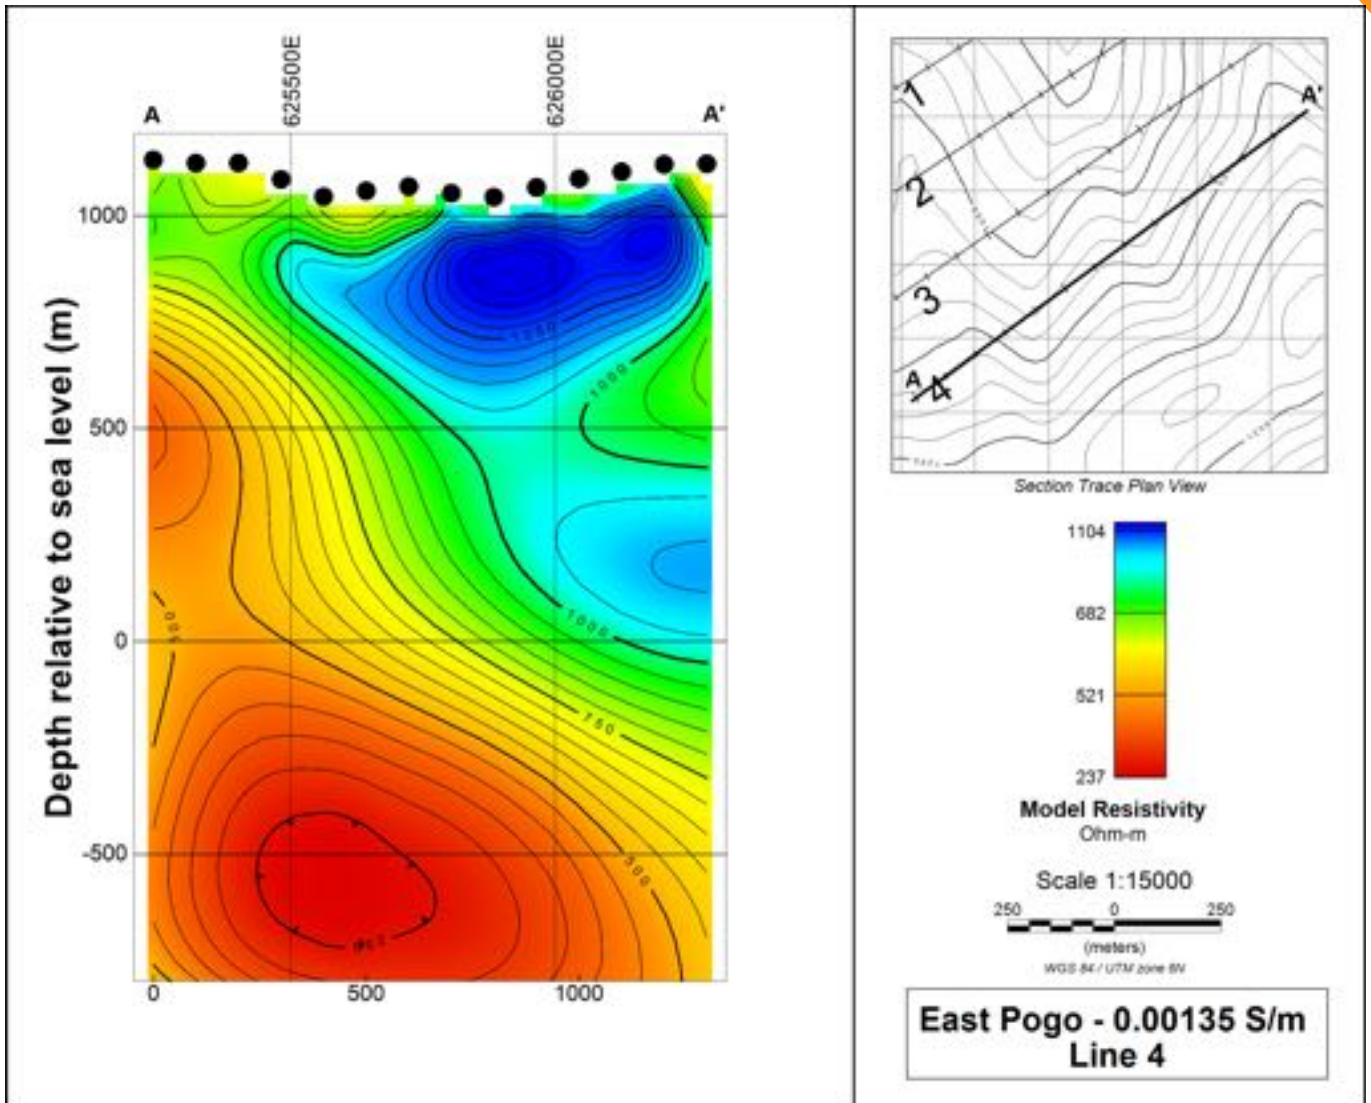 625500E
626000E
A
A'
1000
500
0
-500
Depth relative to sea level (m)
1250
1000
1000
500
750
500
0
500
1000
1
2
3
4
A
A'
Section Trace Plan View
1104
682
521
237
Model Resistivity
Ohm-m
Scale 1:15000
250 0 250
(meters)
WGS 84 / UTM zone 6N
East Pogo - 0.00135 S/m
Line 4